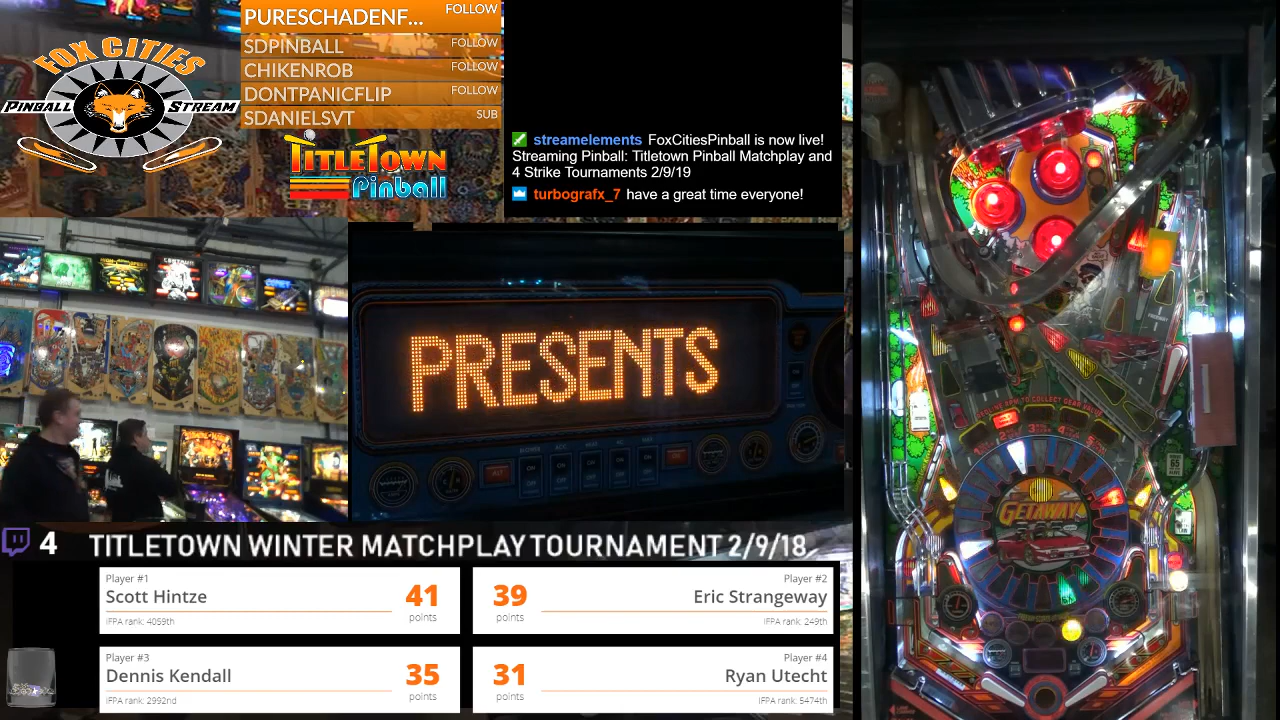 FOX CITIES
PINBALL STREAM
PURESCHADENF... FOLLOW
SDPINBALL FOLLOW
CHIKENROB FOLLOW
DONTPANICFLIP FOLLOW
SDANIELSVT SUB
TITLETOWN
Pinball
streamelements FoxCitiesPinball is now live!
Streaming Pinball: Titletown Pinball Matchplay and
4 Strike Tournaments 2/9/19
turbografx_7 have a great time everyone!
PRESENTS
GETAWAY
4 TITLETOWN WINTER MATCHPLAY TOURNAMENT 2/9/18
Player #1
Scott Hintze
41
points
IFPA rank: 4059th
Player #2
39
Eric Strangeway
points
IFPA rank: 249th
Player #3
Dennis Kendall
35
points
IFPA rank: 2992nd
Player #4
31
Ryan Utecht
points
IFPA rank: 5474th